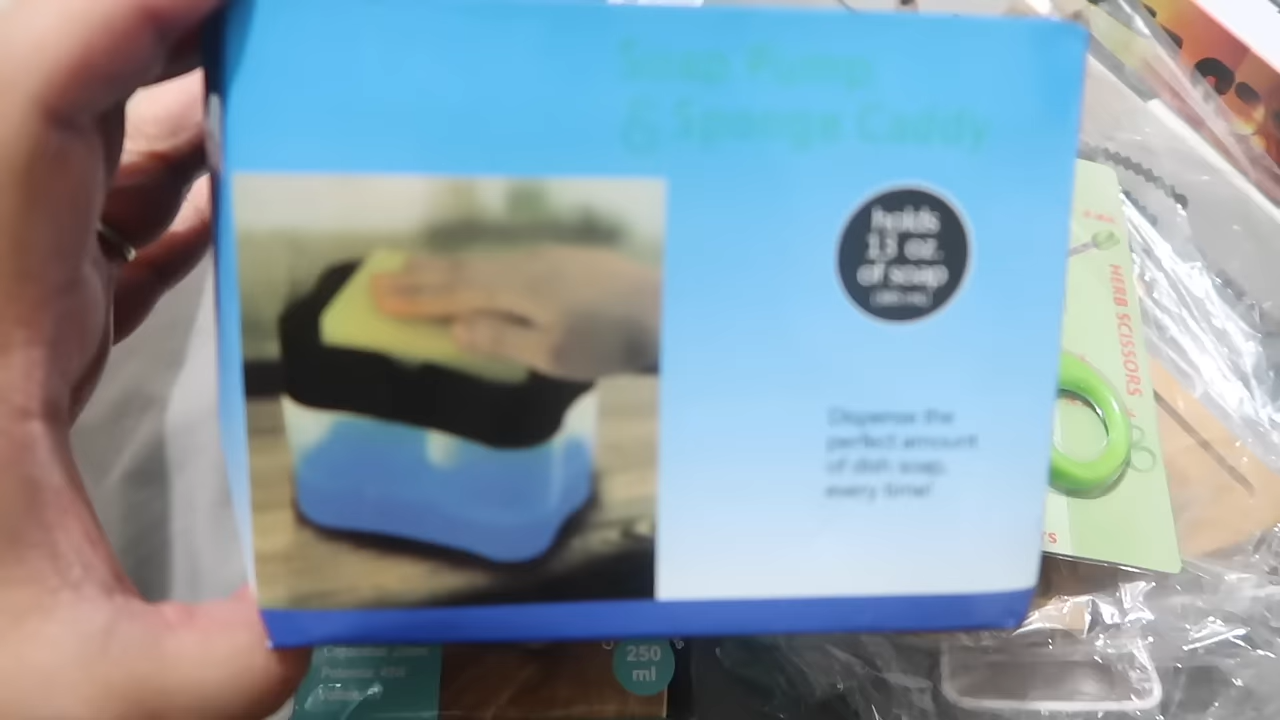 Soap Pump
& Sponge Caddy
holds
13 oz.
of soap
Dispense the
perfect amount
of dish soap,
every time!
HERB SCISSORS
250
ml